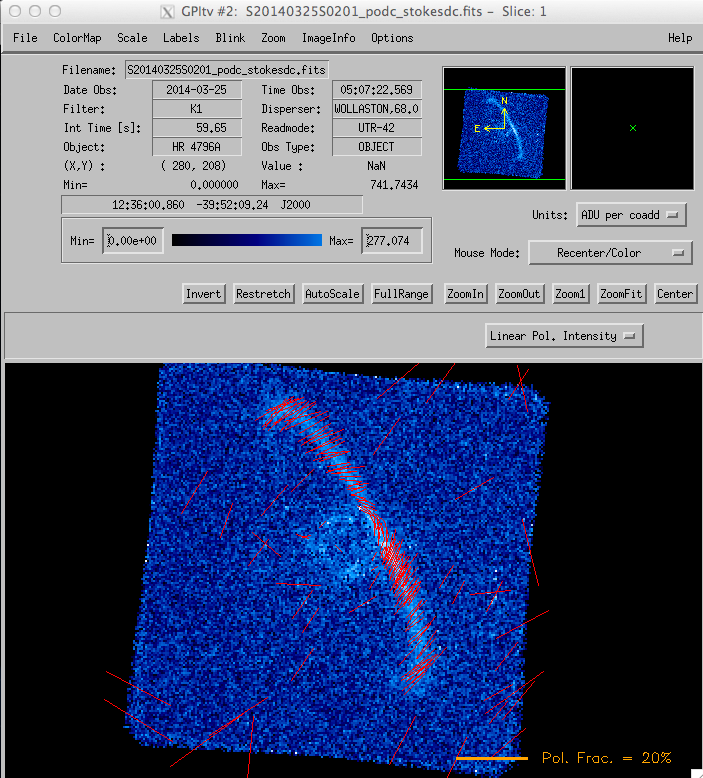 GPItv #2: S20140325S0201_podc_stokesdc.fits – Slice: 1
File ColorMap Scale Labels Blink Zoom ImageInfo Options Help
Filename: S20140325S0201_podc_stokesdc.fits
Date Obs: 2014-03-25 Time Obs: 05:07:22.569
Filter: K1 Disperser: WOLLASTON,68.0
Int Time [s]: 59.65 Readmode: UTR-42
Object: HR 4796A Obs Type: OBJECT
(X,Y) : ( 280, 208) Value : NaN
Min= 0.000000 Max= 741.7434
12:36:00.860 -39:52:09.24 J2000
N
E
Units: ADU per coadd
Min= 0.00e+00 Max= 277.074
Mouse Mode: Recenter/Color
Invert Restretch AutoScale FullRange ZoomIn ZoomOut Zoom1 ZoomFit Center
Linear Pol. Intensity
Pol. Frac. = 20%